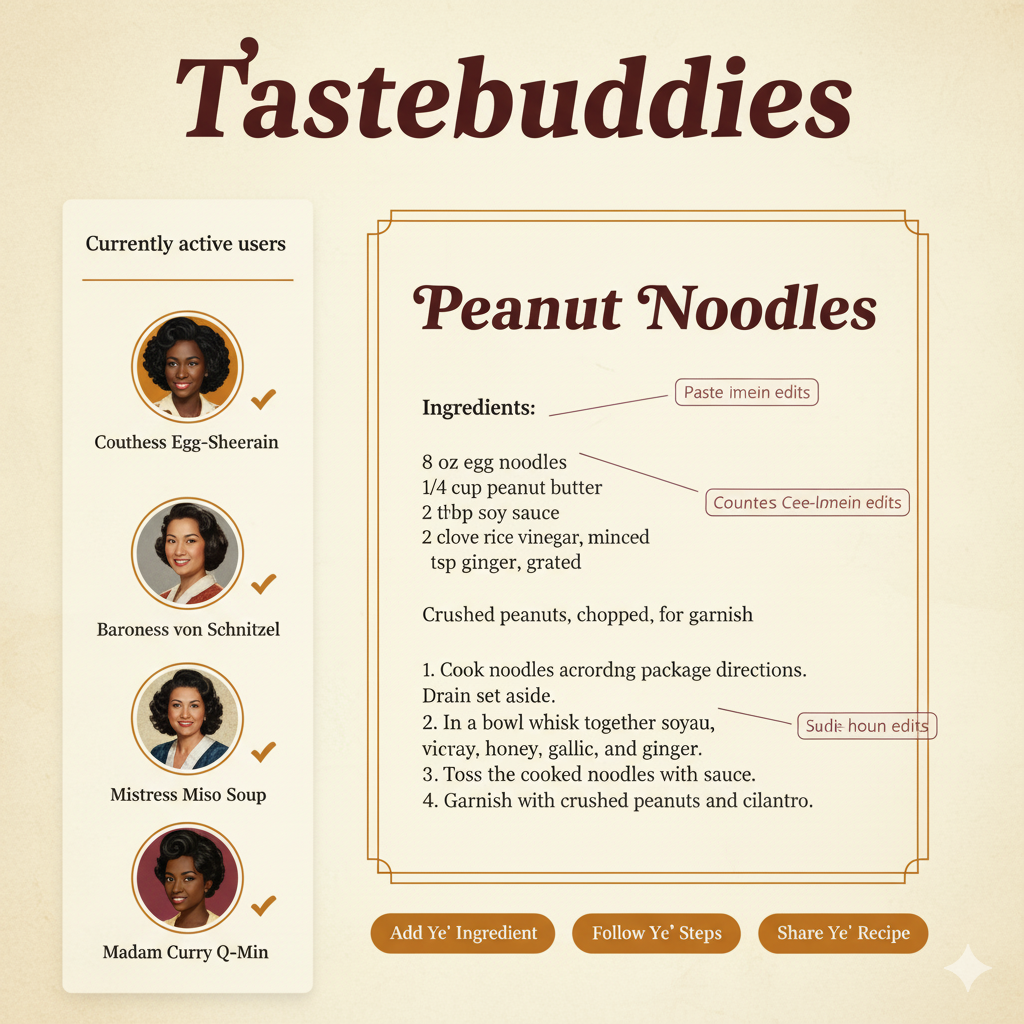 Tastebuddies
Currently active users
Couthess Egg-Sheerain
Baroness von Schnitzel
Mistress Miso Soup
Madam Curry Q-Min
Peanut Noodles
Ingredients:
Paste imein edits
8 oz egg noodles
1/4 cup peanut butter
Countes Cee-Imnein edits
2 tbbp soy sauce
2 clove rice vinegar, minced
tsp ginger, grated
Crushed peanuts, chopped, for garnish
1. Cook noodles acrordng package directions.
Drain set aside.
2. In a bowl whisk together soyau,
houn edits
vicray, honey, gallic, and ginger.
3. Toss the cooked noodles with sauce.
4. Garnish with crushed peanuts and cilantro.
Add Ye' Ingredient
Follow Ye' Steps
Share Ye' Recipe